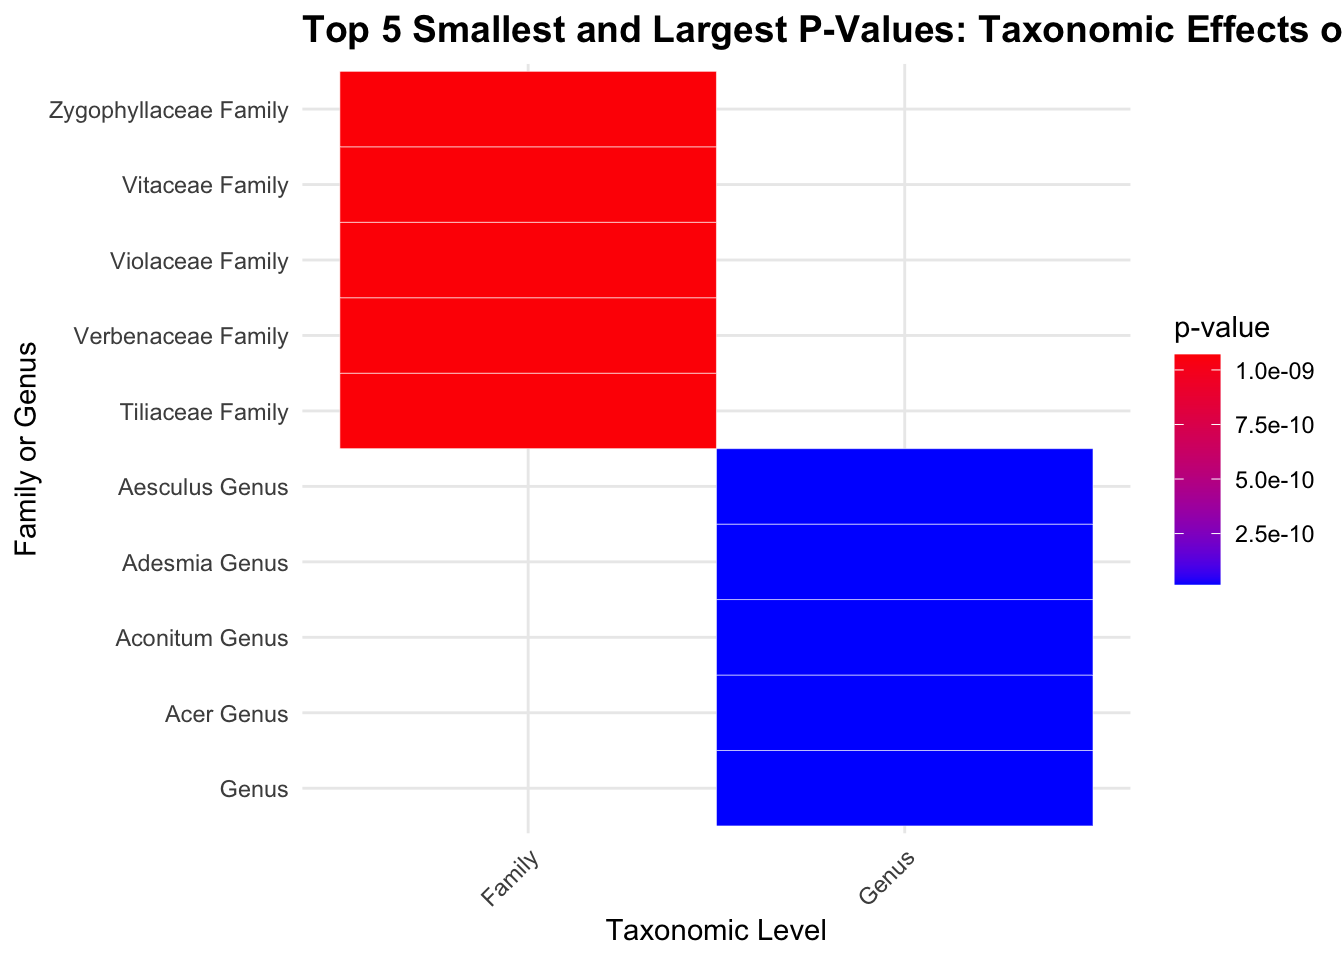 Top 5 Smallest and Largest P-Values: Taxonomic Effects o
Zygophyllaceae Family
Vitaceae Family
Violaceae Family
Verbenaceae Family
Tiliaceae Family
Aesculus Genus
Adesmia Genus
Aconitum Genus
Acer Genus
Genus
Family or Genus
Family
Genus
Taxonomic Level
p-value
1.0e-09
7.5e-10
5.0e-10
2.5e-10